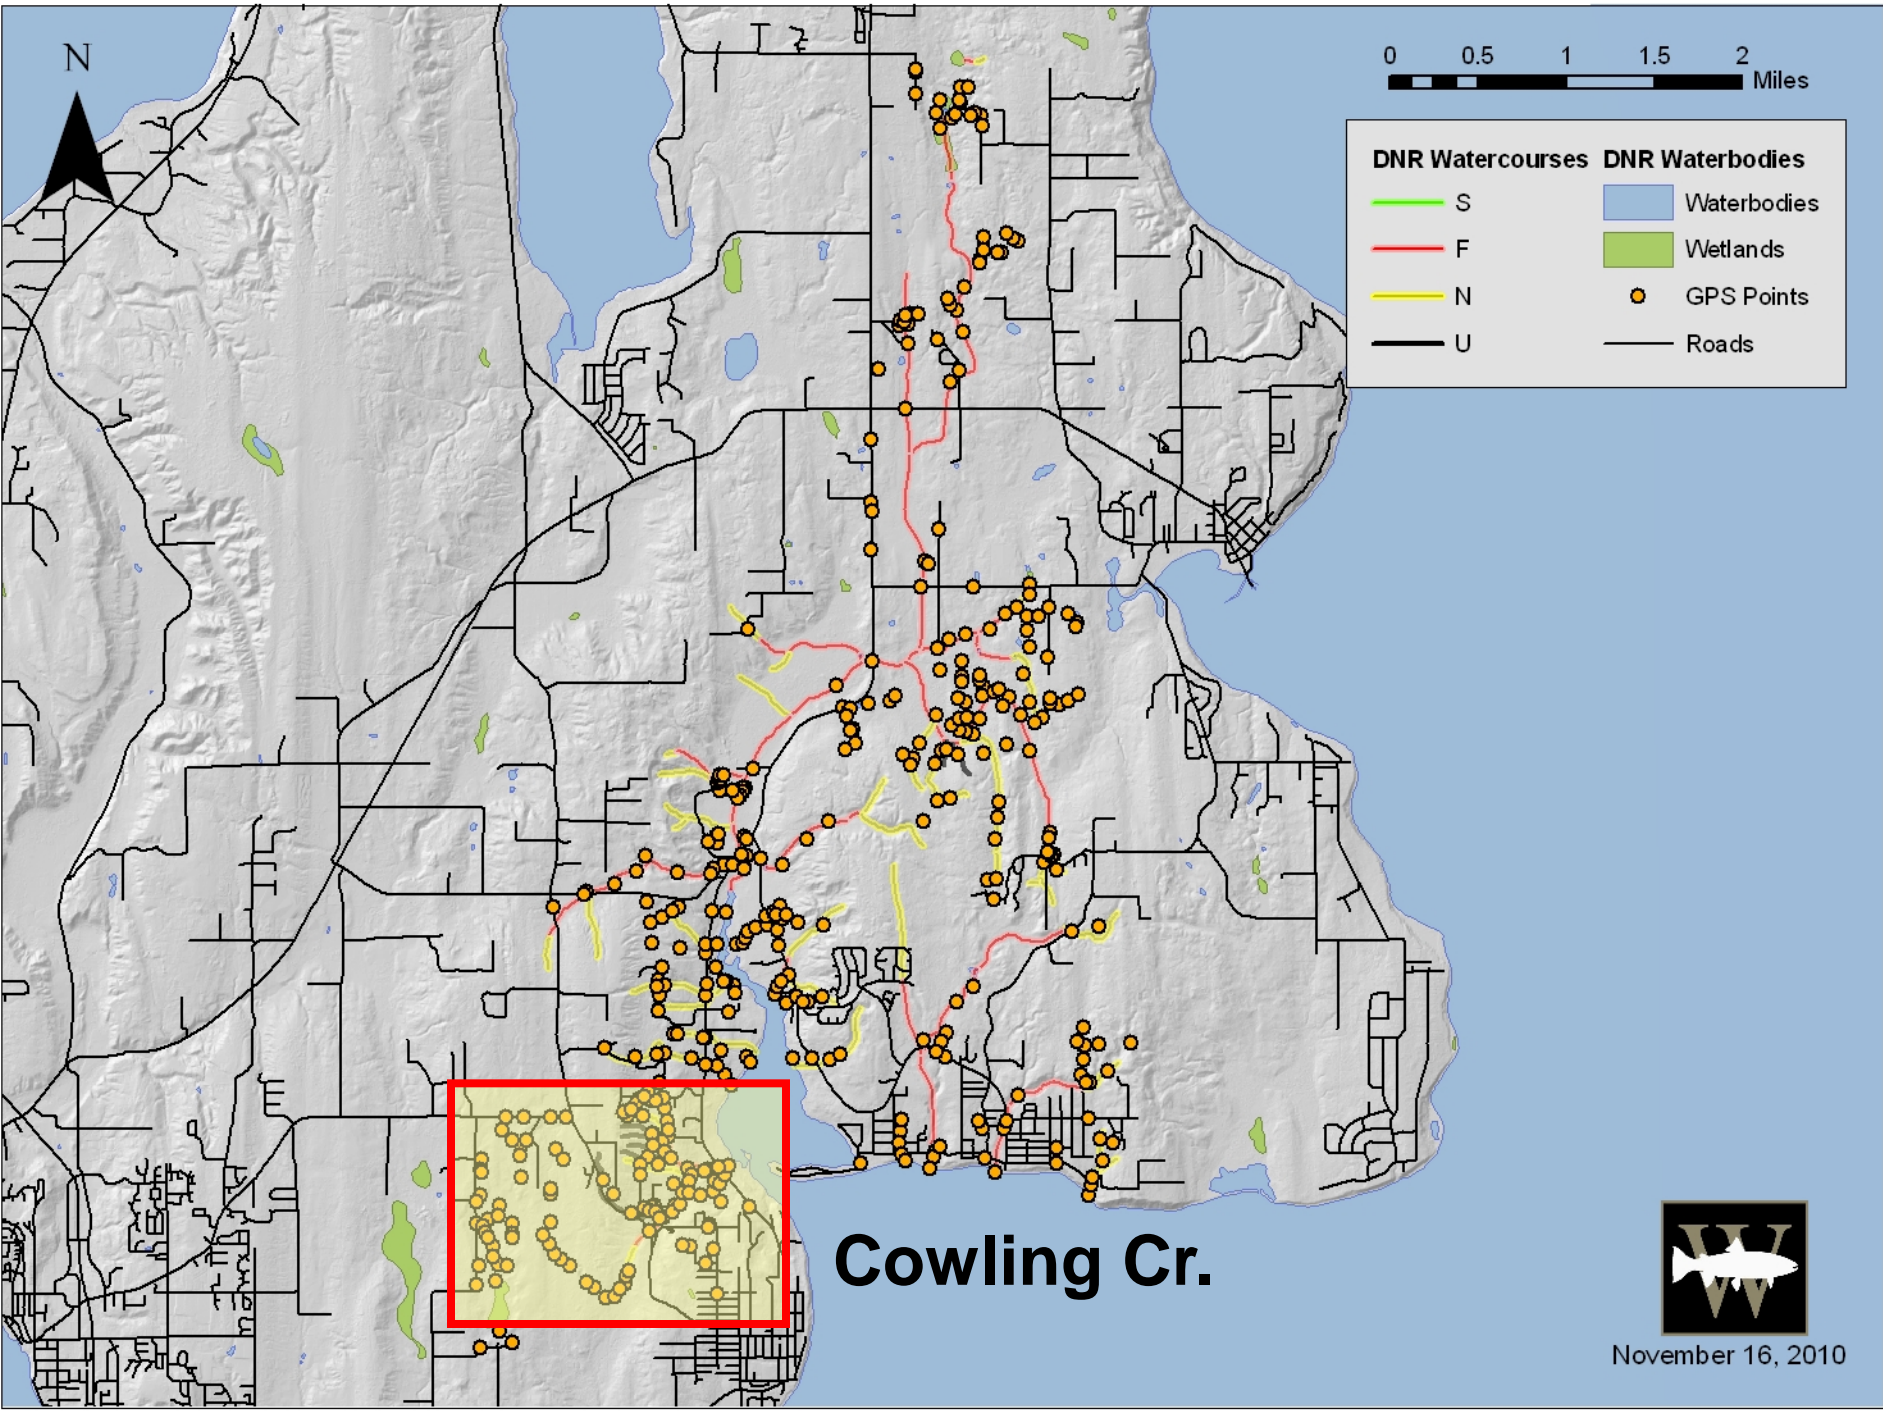 N
0 0.5 1 1.5 2
Miles
DNR Watercourses DNR Waterbodies
S Waterbodies
F Wetlands
N GPS Points
U Roads
Cowling Cr.
W
November 16, 2010